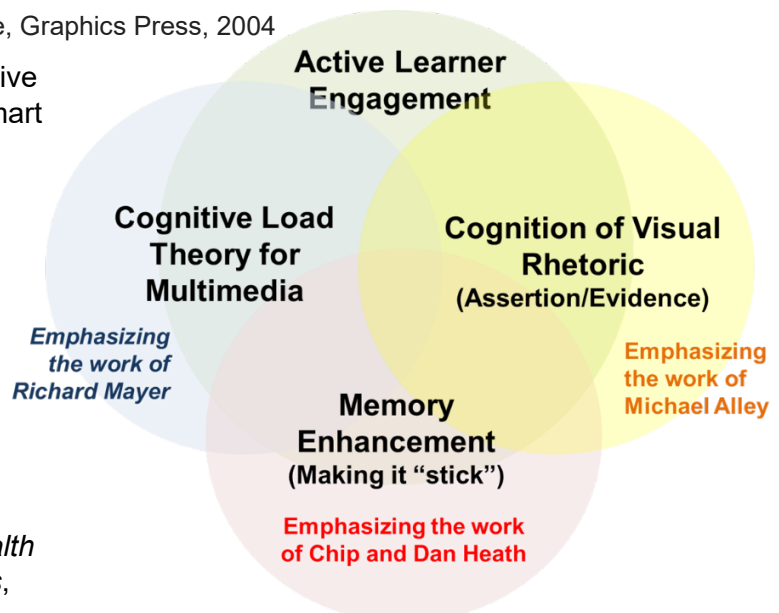 e, Graphics Press, 2004
ive
nart
Active Learner
Engagement
Cognitive Load
Theory for
Multimedia
Cognition of Visual
Rhetoric
(Assertion/Evidence)
Emphasizing
the work of
Richard Mayer
Emphasizing
the work of
Michael Alley
Memory
Enhancement
(Making it “stick”)
Emphasizing the work
of Chip and Dan Heath
alth
s,